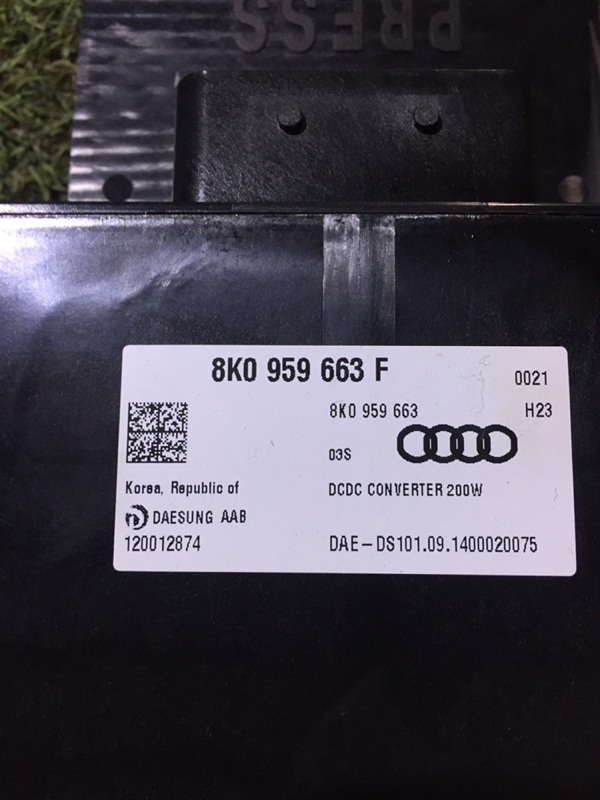 PRESS
8K0 959 663 F
0021
8K0 959 663
H23
03S
Korea, Republic of
DCDC CONVERTER 200W
DAESUNG AAB
120012874
DAE-DS101.09.1400020075